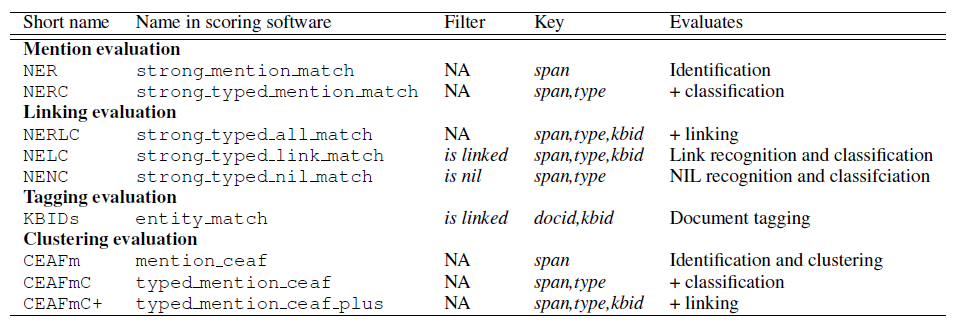 Short name Name in scoring software Filter Key Evaluates
Mention evaluation
NER strong_mention_match NA span Identification
NERC strong_typed_mention_match NA span,type + classification
Linking evaluation
NERLC strong_typed_all_match NA span,type,kbid + linking
NELC strong_typed_link_match is linked span,type,kbid Link recognition and classification
NENC strong_typed_nil_match is nil span,type NIL recognition and classifciation
Tagging evaluation
KBIDs entity_match is linked docid,kbid Document tagging
Clustering evaluation
CEAFm mention_ceaf NA span Identification and clustering
CEAFmC typed_mention_ceaf NA span,type + classification
CEAFmC+ typed_mention_ceaf_plus NA span,type,kbid + linking